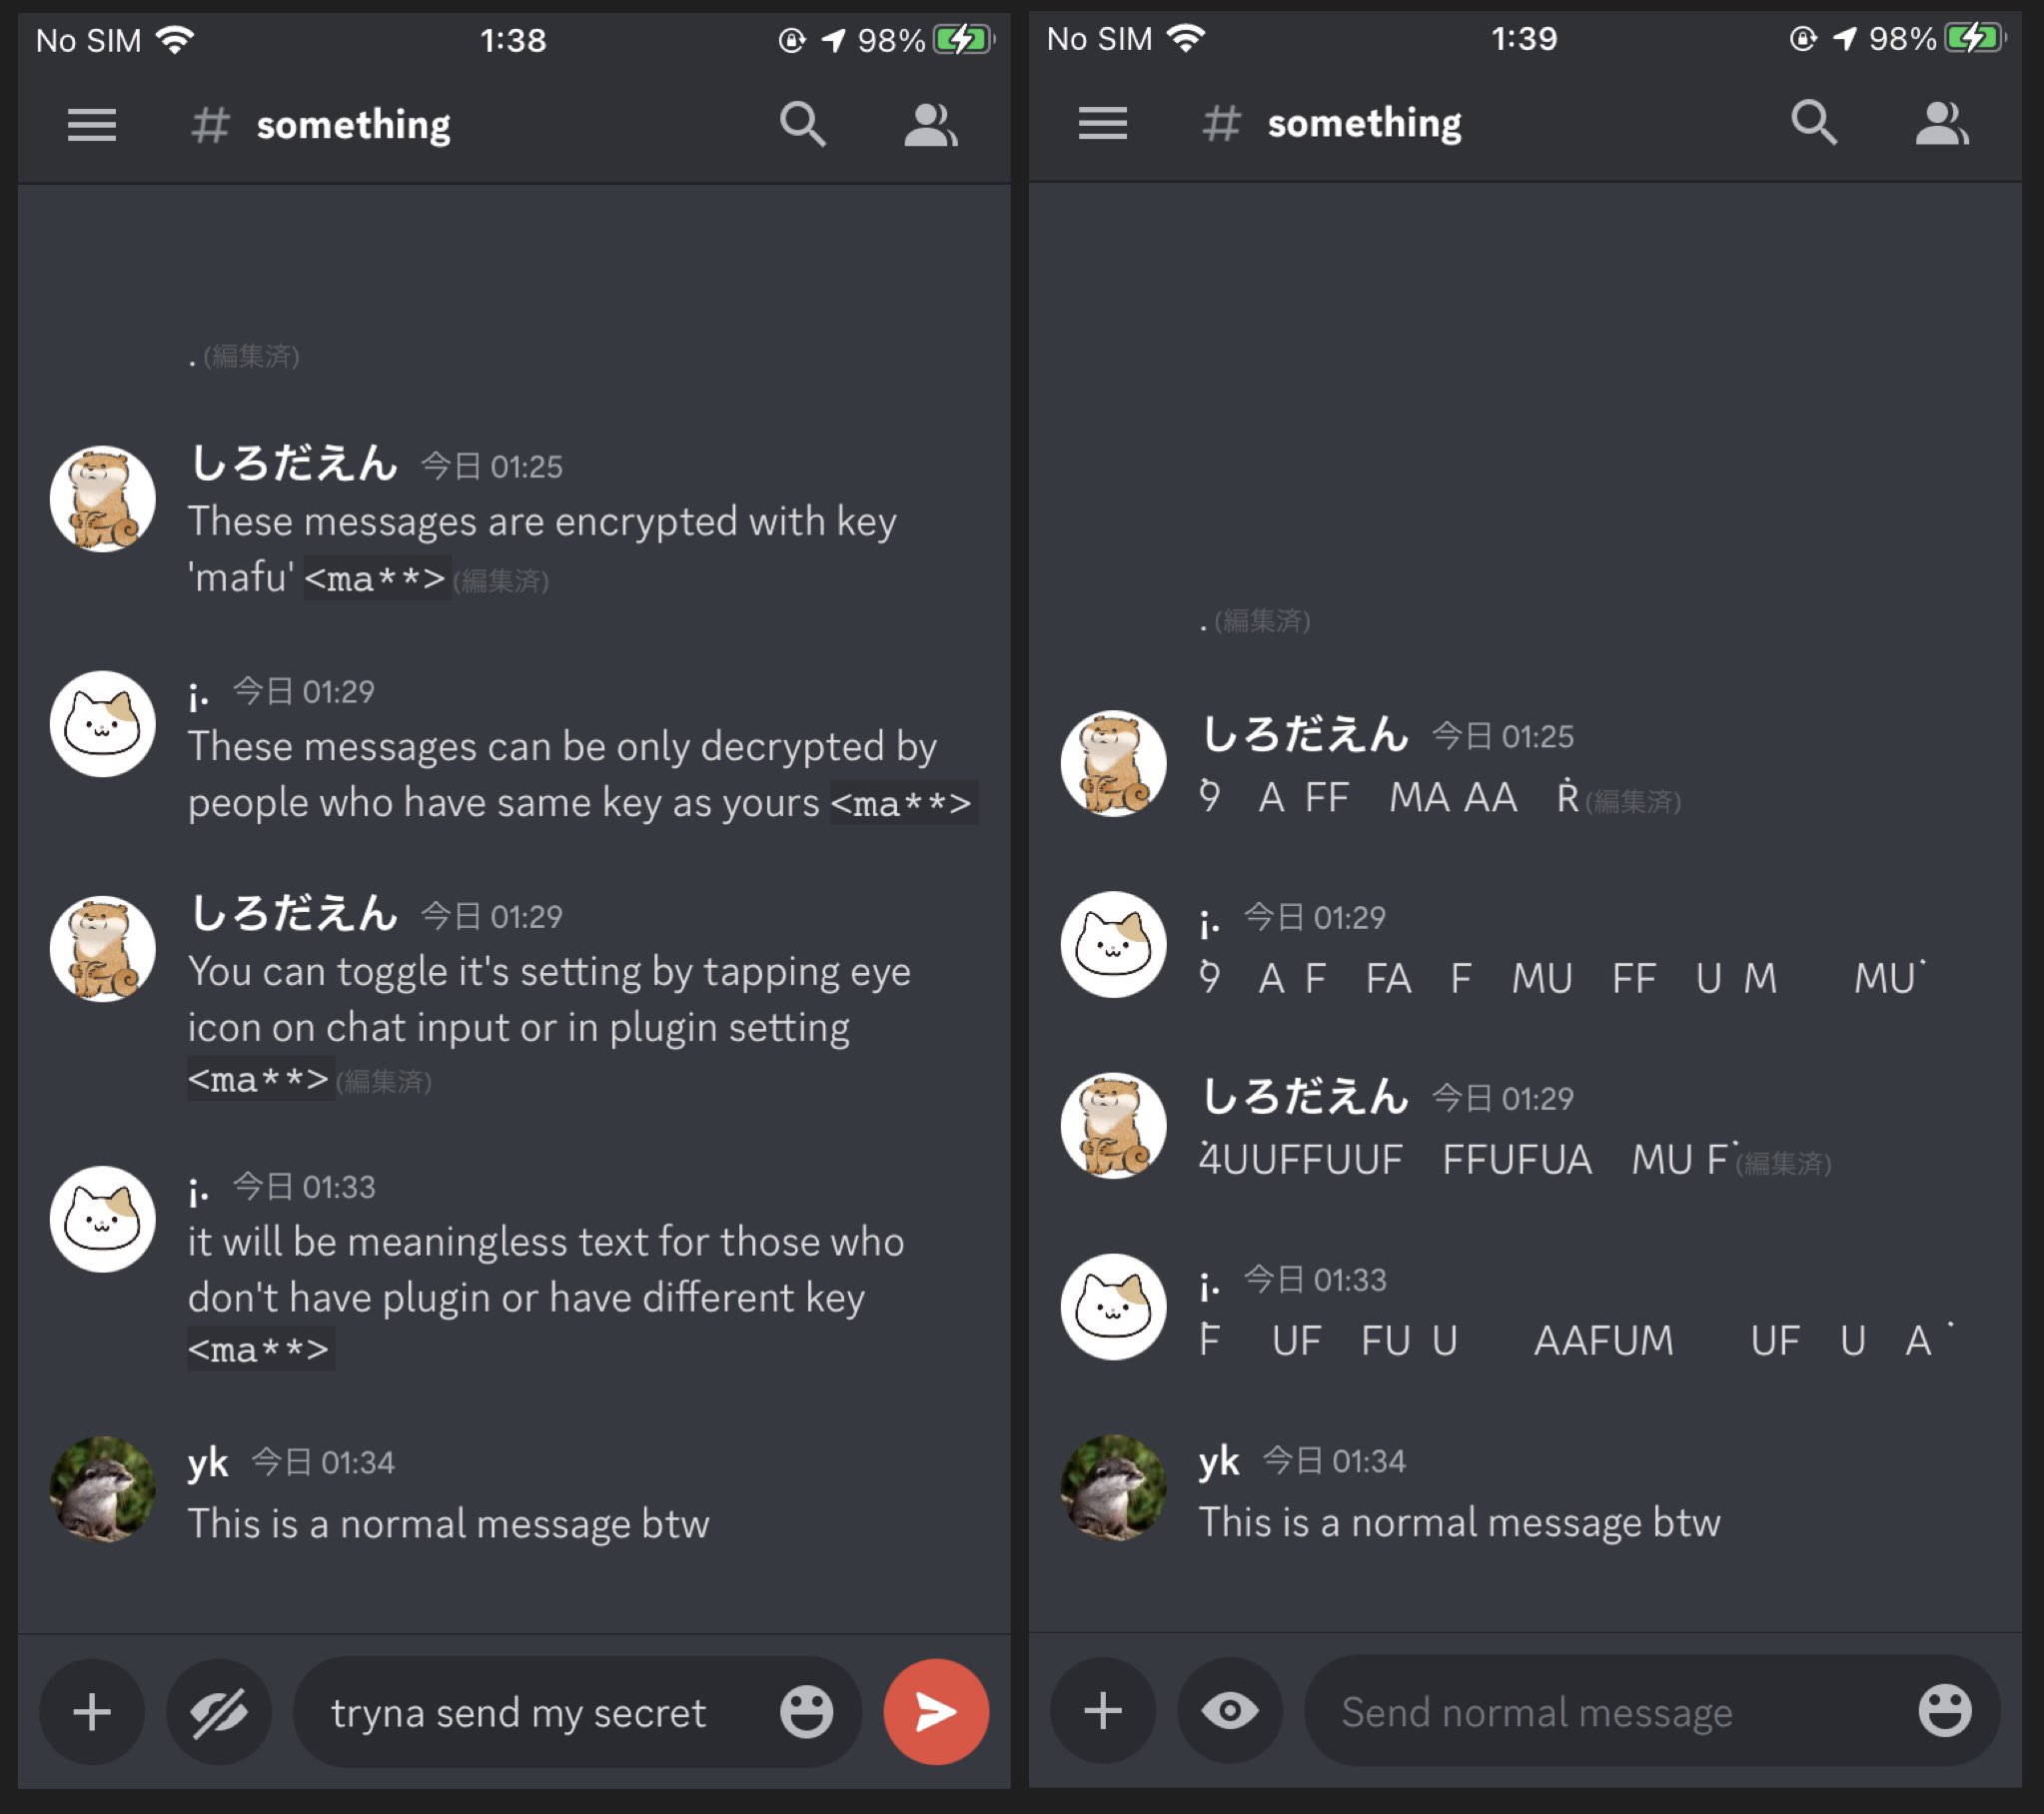 No SIM 1:38 98%
# something
. (編集済)
しろだえん 今日 01:25
These messages are encrypted with key
'mafu' <ma**> (編集済)
¡. 今日 01:29
These messages can be only decrypted by
people who have same key as yours <ma**>
しろだえん 今日 01:29
You can toggle it's setting by tapping eye
icon on chat input or in plugin setting
<ma**> (編集済)
¡. 今日 01:33
it will be meaningless text for those who
don't have plugin or have different key
<ma**>
yk 今日 01:34
This is a normal message btw
tryna send my secret
No SIM 1:39 98%
# something
. (編集済)
しろだえん 今日 01:25
9 A FF MA AA Ṙ (編集済)
¡. 今日 01:29
9 A F FA F MU FF U M MU˙
しろだえん 今日 01:29
4UUFFUUF FFUFUA MU F˙ (編集済)
¡. 今日 01:33
F UF FU U AAFUM UF U A ˙
yk 今日 01:34
This is a normal message btw
Send normal message